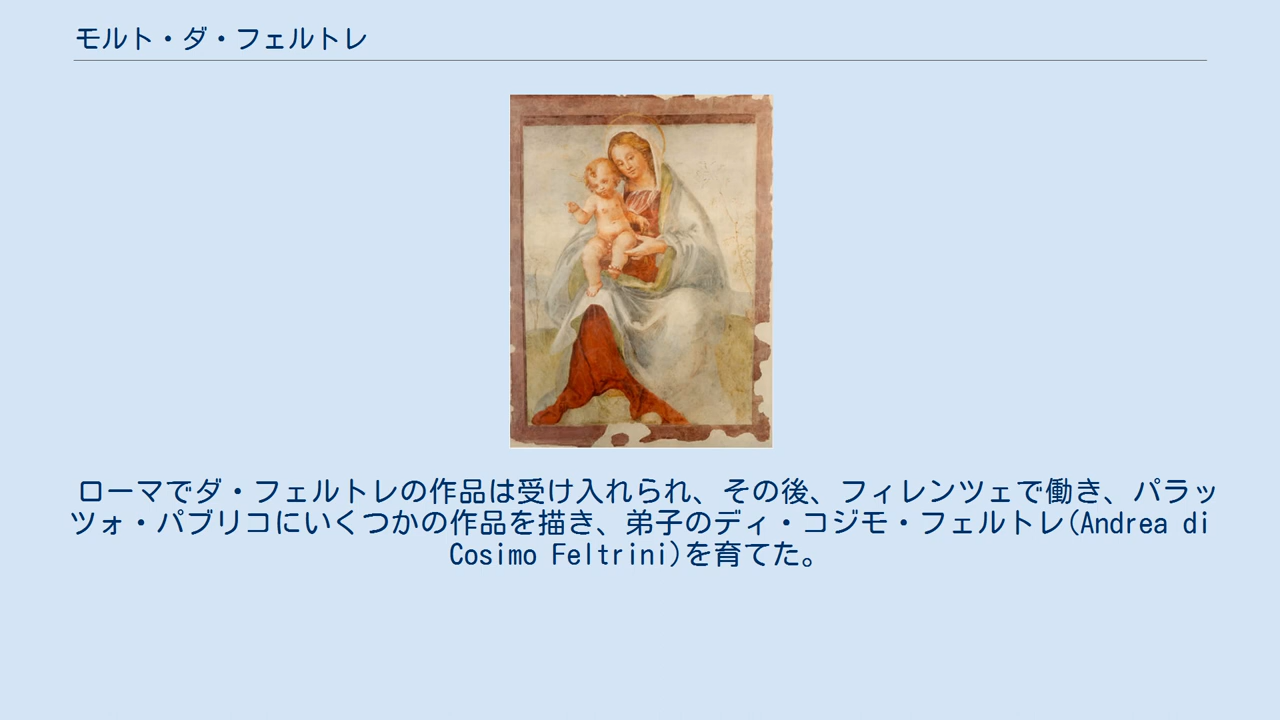 モルト・ダ・フェルトレ
ローマでダ・フェルトレの作品は受け入れられ、その後、フィレンツェで働き、パラッ
ツォ・パブリコにいくつかの作品を描き、弟子のディ・コジモ・フェルトレ(Andrea di
Cosimo Feltrini)を育てた。